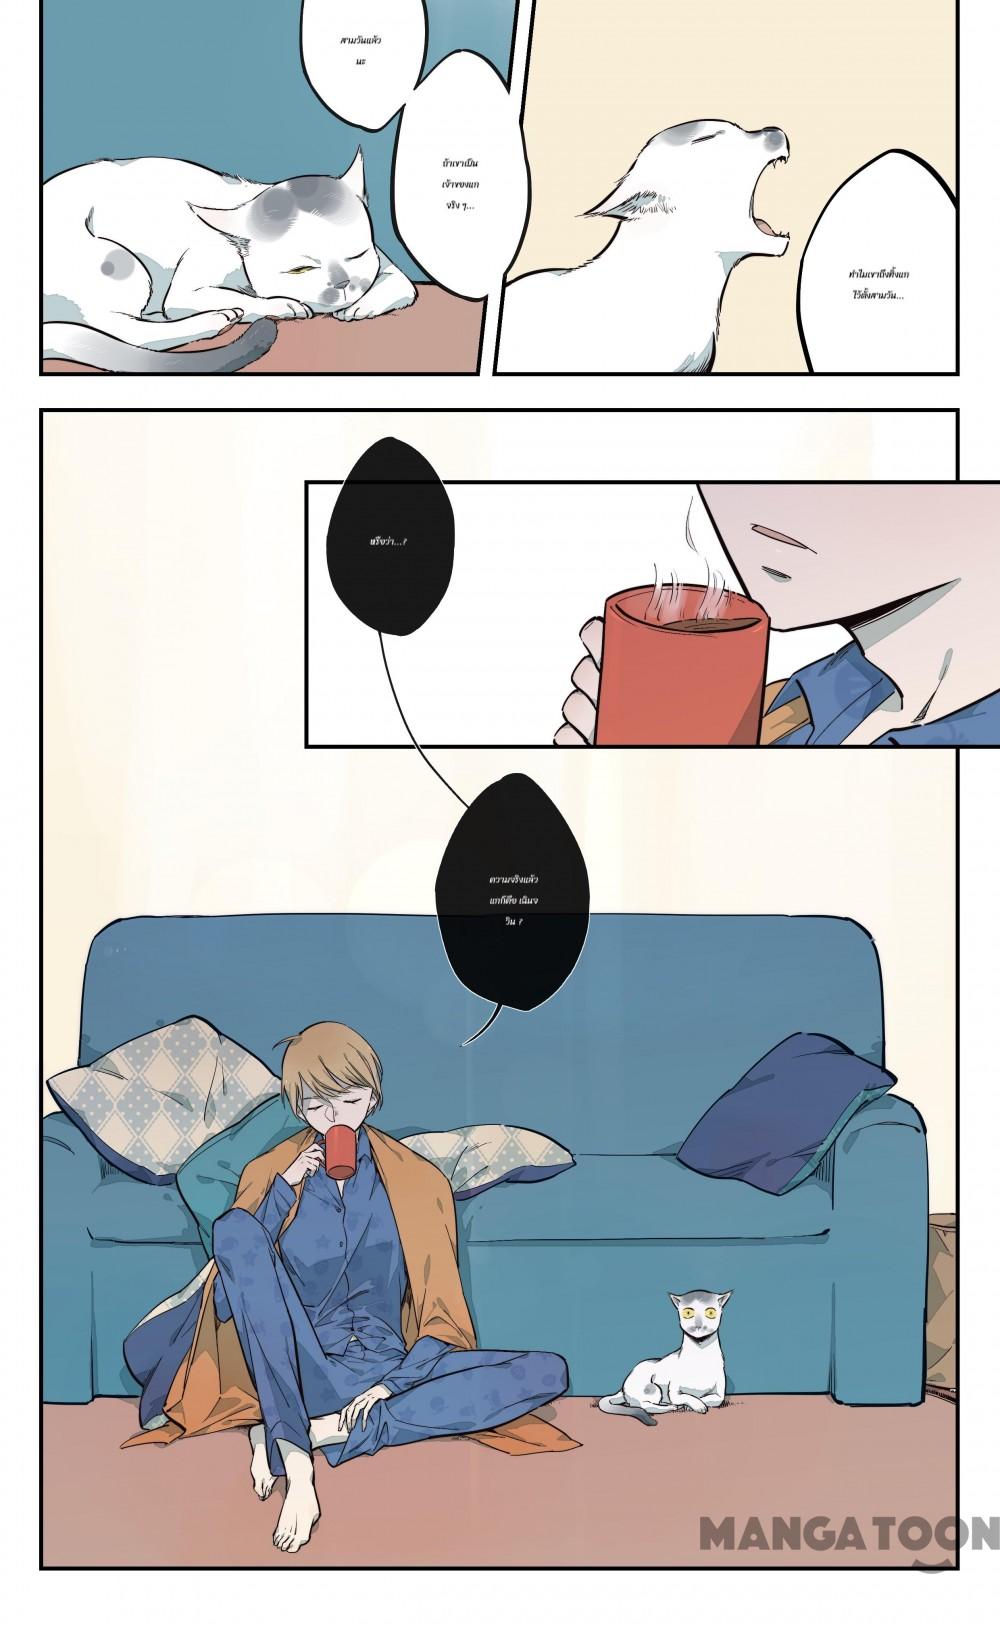 สามวันแล้ว
นะ
ถ้าเขาเป็น
เจ้าของแก
จริง ๆ...
ทำไมเขาถึงทิ้งแก
ไว้ตั้งสามวัน...
หรือว่า...?
ความจริงแล้ว
แกก็คือ เฉินจ
วิน ?
MANGATOON